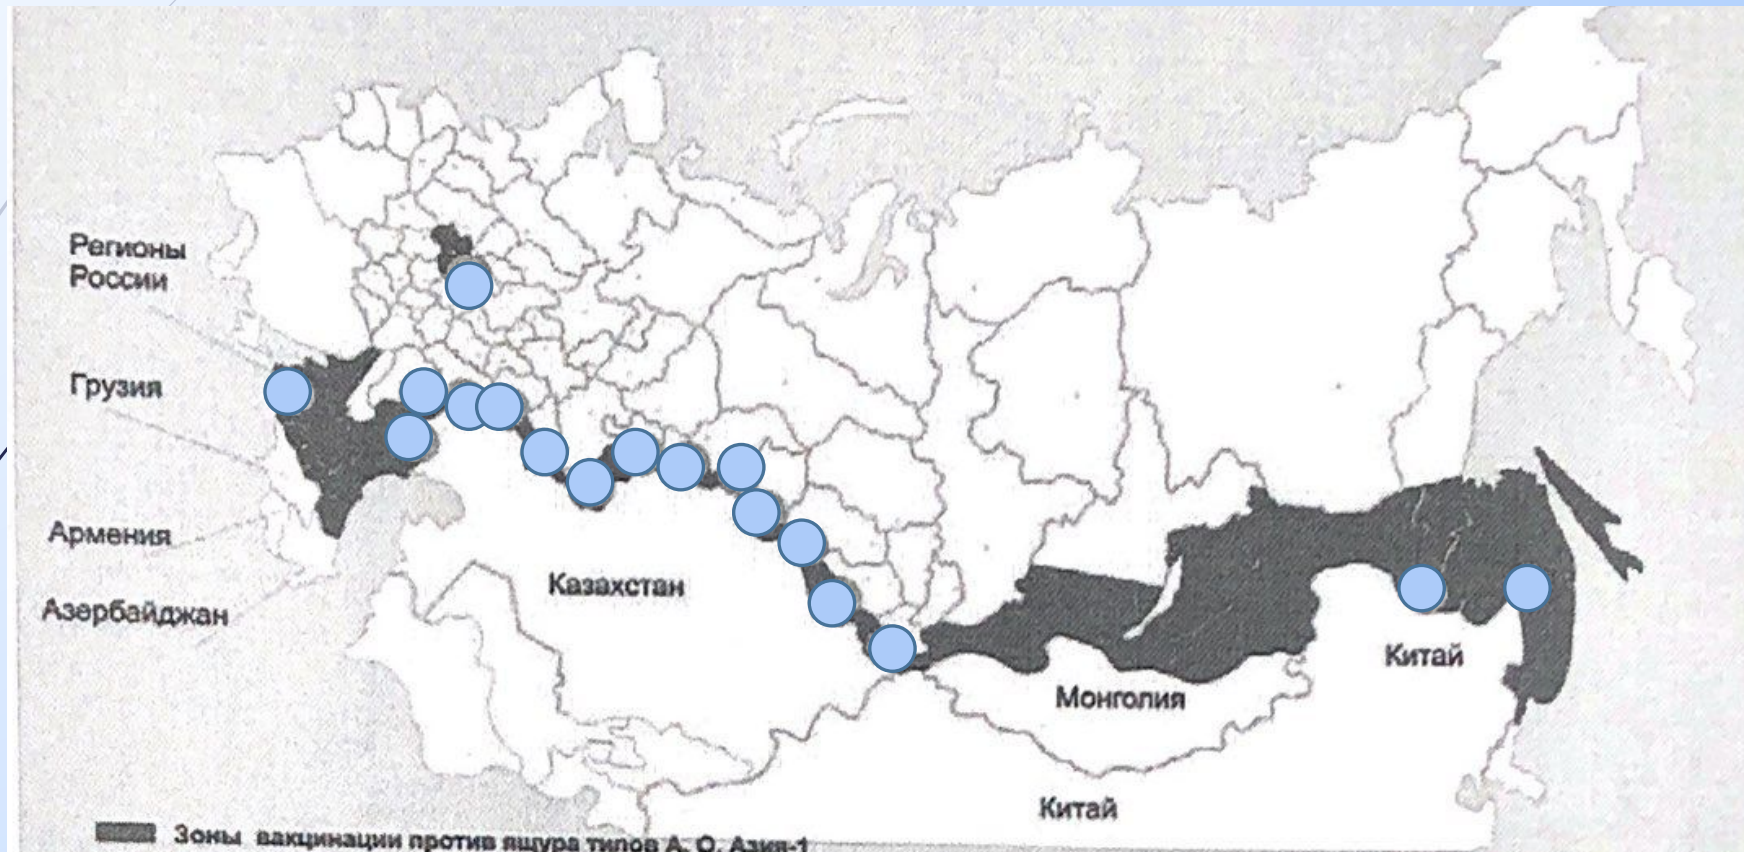 Регионы
России
Грузия
Армения
Азербайджан
Казахстан
Китай
Монголия
Китай
Зоны вакцинации против ящура типов А, О, Азия-1